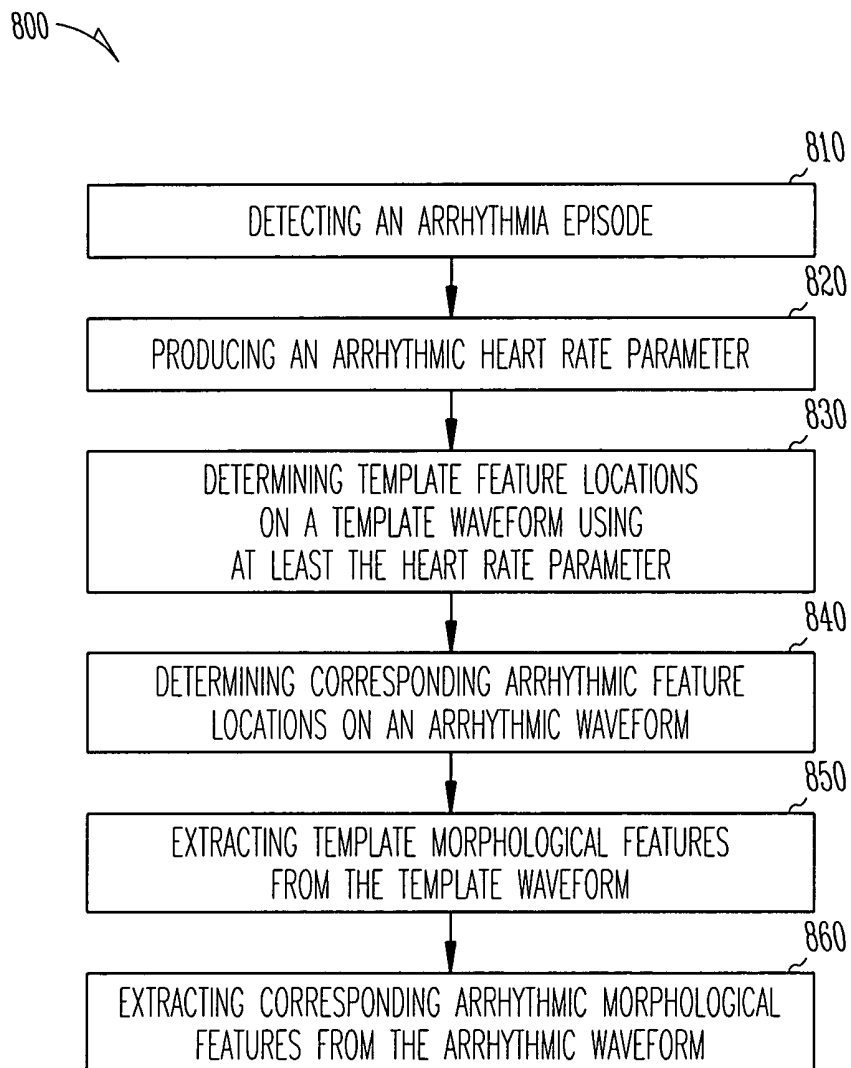 800
810
DETECTING AN ARRHYTHMIA EPISODE
820
PRODUCING AN ARRHYTHMIC HEART RATE PARAMETER
830
DETERMINING TEMPLATE FEATURE LOCATIONS
ON A TEMPLATE WAVEFORM USING
AT LEAST THE HEART RATE PARAMETER
840
DETERMINING CORRESPONDING ARRHYTHMIC FEATURE
LOCATIONS ON AN ARRHYTHMIC WAVEFORM
850
EXTRACTING TEMPLATE MORPHOLOGICAL FEATURES
FROM THE TEMPLATE WAVEFORM
860
EXTRACTING CORRESPONDING ARRHYTHMIC MORPHOLOGICAL
FEATURES FROM THE ARRHYTHMIC WAVEFORM